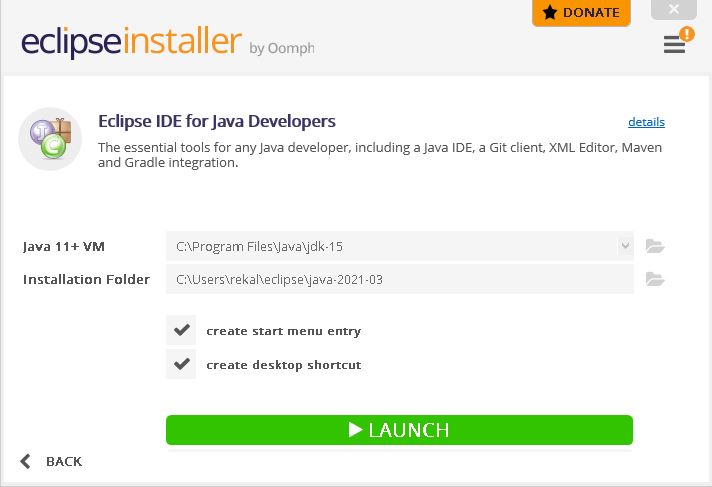 DONATE
eclipseinstaller by Oomph
Eclipse IDE for Java Developers
details
The essential tools for any Java developer, including a Java IDE, a Git client, XML Editor, Maven
and Gradle integration.
Java 11+ VM
C:\Program Files\Java\jdk-15
Installation Folder
C:\Users\rekal\eclipse\java-2021-03
create start menu entry
create desktop shortcut
LAUNCH
BACK